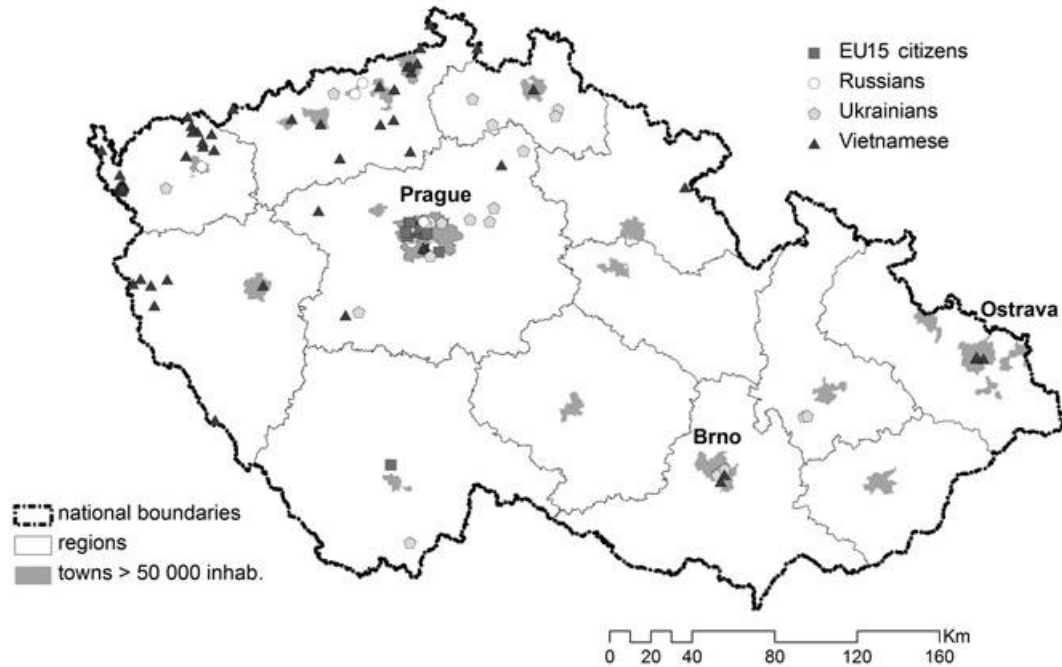 EU15 citizens
Russians
Ukrainians
Vietnamese
Prague
Ostrava
Brno
national boundaries
regions
towns > 50 000 inhab.
Km
0 20 40 80 120 160